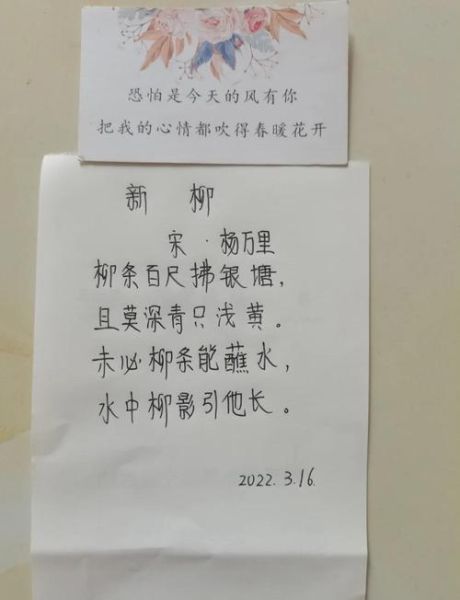 恐怕是今天的风有你
把我的心情都吹得春暖花开
新 柳
宋·杨万里
柳条百尺拂银塘，
且莫深青只浅黄。
未必柳条能蘸水，
水中柳影引他长。
2022.3.16.